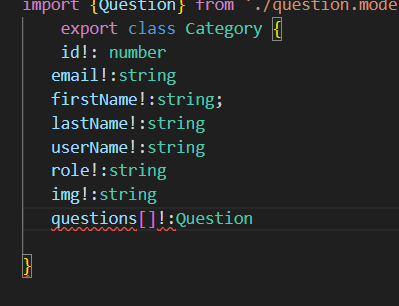 import {Question} from './question.mode
export class Category {
id!: number
email!:string
firstName!:string;
lastName!:string
userName!:string
role!:string
img!:string
questions[]!:Question
}